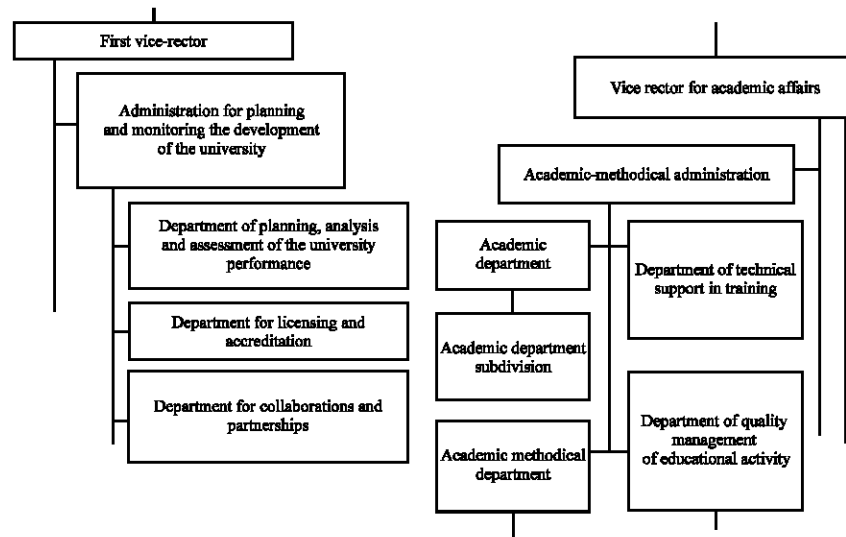 First vice-rector
Administration for planning
and monitoring the development
of the university
Department of planning, analysis
and assessment of the university
performance
Department for licensing and
accreditation
Department for collaborations and
partnerships
Vice rector for academic affairs
Academic-methodical administration
Academic
department
Department of technical
support in training
Academic department
subdivision
Academic methodical
department
Department of quality
management
of educational activity